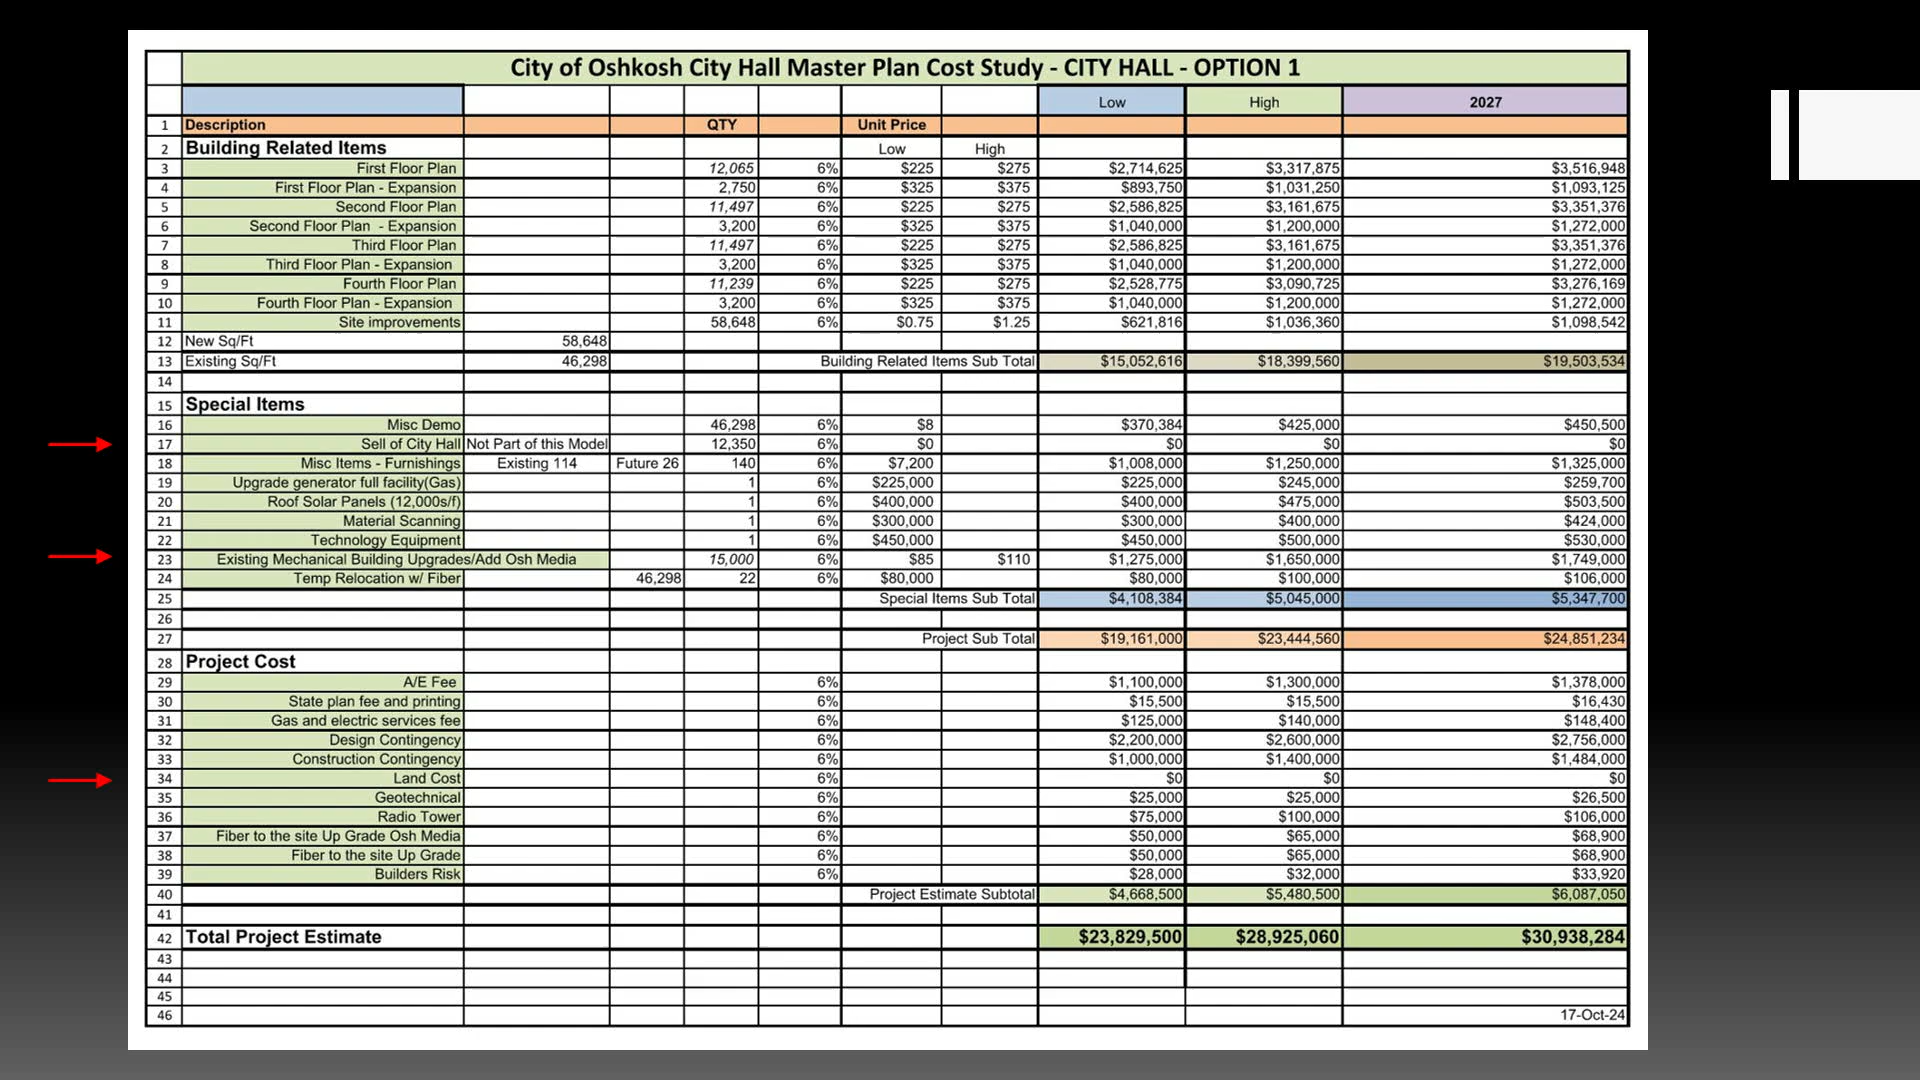 City of Oshkosh City Hall Master Plan Cost Study - CITY HALL - OPTION 1
Low High 2027
1 Description QTY Unit Price
2 Building Related Items Low High
3 First Floor Plan 12,065 6% $225 $275 $2,714,625 $3,317,875 $3,516,948
4 First Floor Plan - Expansion 2,750 6% $325 $375 $893,750 $1,031,250 $1,093,125
5 Second Floor Plan 11,497 6% $225 $275 $2,586,825 $3,161,675 $3,351,376
6 Second Floor Plan - Expansion 3,200 6% $325 $375 $1,040,000 $1,200,000 $1,272,000
7 Third Floor Plan 11,497 6% $225 $275 $2,586,825 $3,161,675 $3,351,376
8 Third Floor Plan - Expansion 3,200 6% $325 $375 $1,040,000 $1,200,000 $1,272,000
9 Fourth Floor Plan 11,239 6% $225 $275 $2,528,775 $3,090,725 $3,276,169
10 Fourth Floor Plan - Expansion 3,200 6% $325 $375 $1,040,000 $1,200,000 $1,272,000
11 Site improvements 58,648 6% $0.75 $1.25 $621,816 $1,036,360 $1,098,542
12 New Sq/Ft 58,648
13 Existing Sq/Ft 46,298 Building Related Items Sub Total $15,052,616 $18,399,560 $19,503,534
14
15 Special Items
16 Misc Demo 46,298 6% $8 $370,384 $425,000 $450,500
17 Sell of City Hall Not Part of this Model 12,350 6% $0 $0 $0 $0
18 Misc Items - Furnishings Existing 114 Future 26 140 6% $7,200 $1,008,000 $1,250,000 $1,325,000
19 Upgrade generator full facility(Gas) 1 6% $225,000 $225,000 $245,000 $259,700
20 Roof Solar Panels (12,000s/f) 1 6% $400,000 $400,000 $475,000 $503,500
21 Material Scanning 1 6% $300,000 $300,000 $400,000 $424,000
22 Technology Equipment 1 6% $450,000 $450,000 $500,000 $530,000
23 Existing Mechanical Building Upgrades/Add Osh Media 15,000 6% $85 $110 $1,275,000 $1,650,000 $1,749,000
24 Temp Relocation w/ Fiber 46,298 22 6% $80,000 $80,000 $100,000 $106,000
25 Special Items Sub Total $4,108,384 $5,045,000 $5,347,700
26
27 Project Sub Total $19,161,000 $23,444,560 $24,851,234
28 Project Cost
29 A/E Fee 6% $1,100,000 $1,300,000 $1,378,000
30 State plan fee and printing 6% $15,500 $15,500 $16,430
31 Gas and electric services fee 6% $125,000 $140,000 $148,400
32 Design Contingency 6% $2,200,000 $2,600,000 $2,756,000
33 Construction Contingency 6% $1,000,000 $1,400,000 $1,484,000
34 Land Cost 6% $0 $0 $0
35 Geotechnical 6% $25,000 $25,000 $26,500
36 Radio Tower 6% $75,000 $100,000 $106,000
37 Fiber to the site Up Grade Osh Media 6% $50,000 $65,000 $68,900
38 Fiber to the site Up Grade 6% $50,000 $65,000 $68,900
39 Builders Risk 6% $28,000 $32,000 $33,920
40 Project Estimate Subtotal $4,668,500 $5,480,500 $6,087,050
41
42 Total Project Estimate $23,829,500 $28,925,060 $30,938,284
43
44
45
46 17-Oct-24